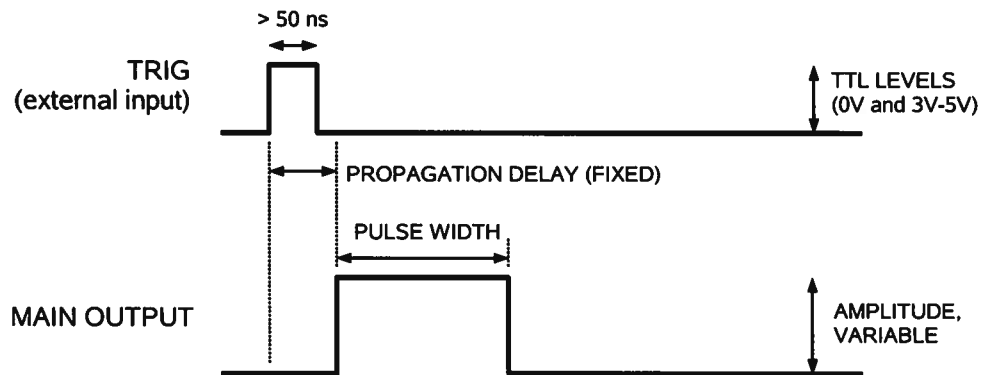 > 50 ns
TRIG
(external input)
TTL LEVELS
(0V and 3V-5V)
PROPAGATION DELAY (FIXED)
PULSE WIDTH
MAIN OUTPUT
AMPLITUDE,
VARIABLE